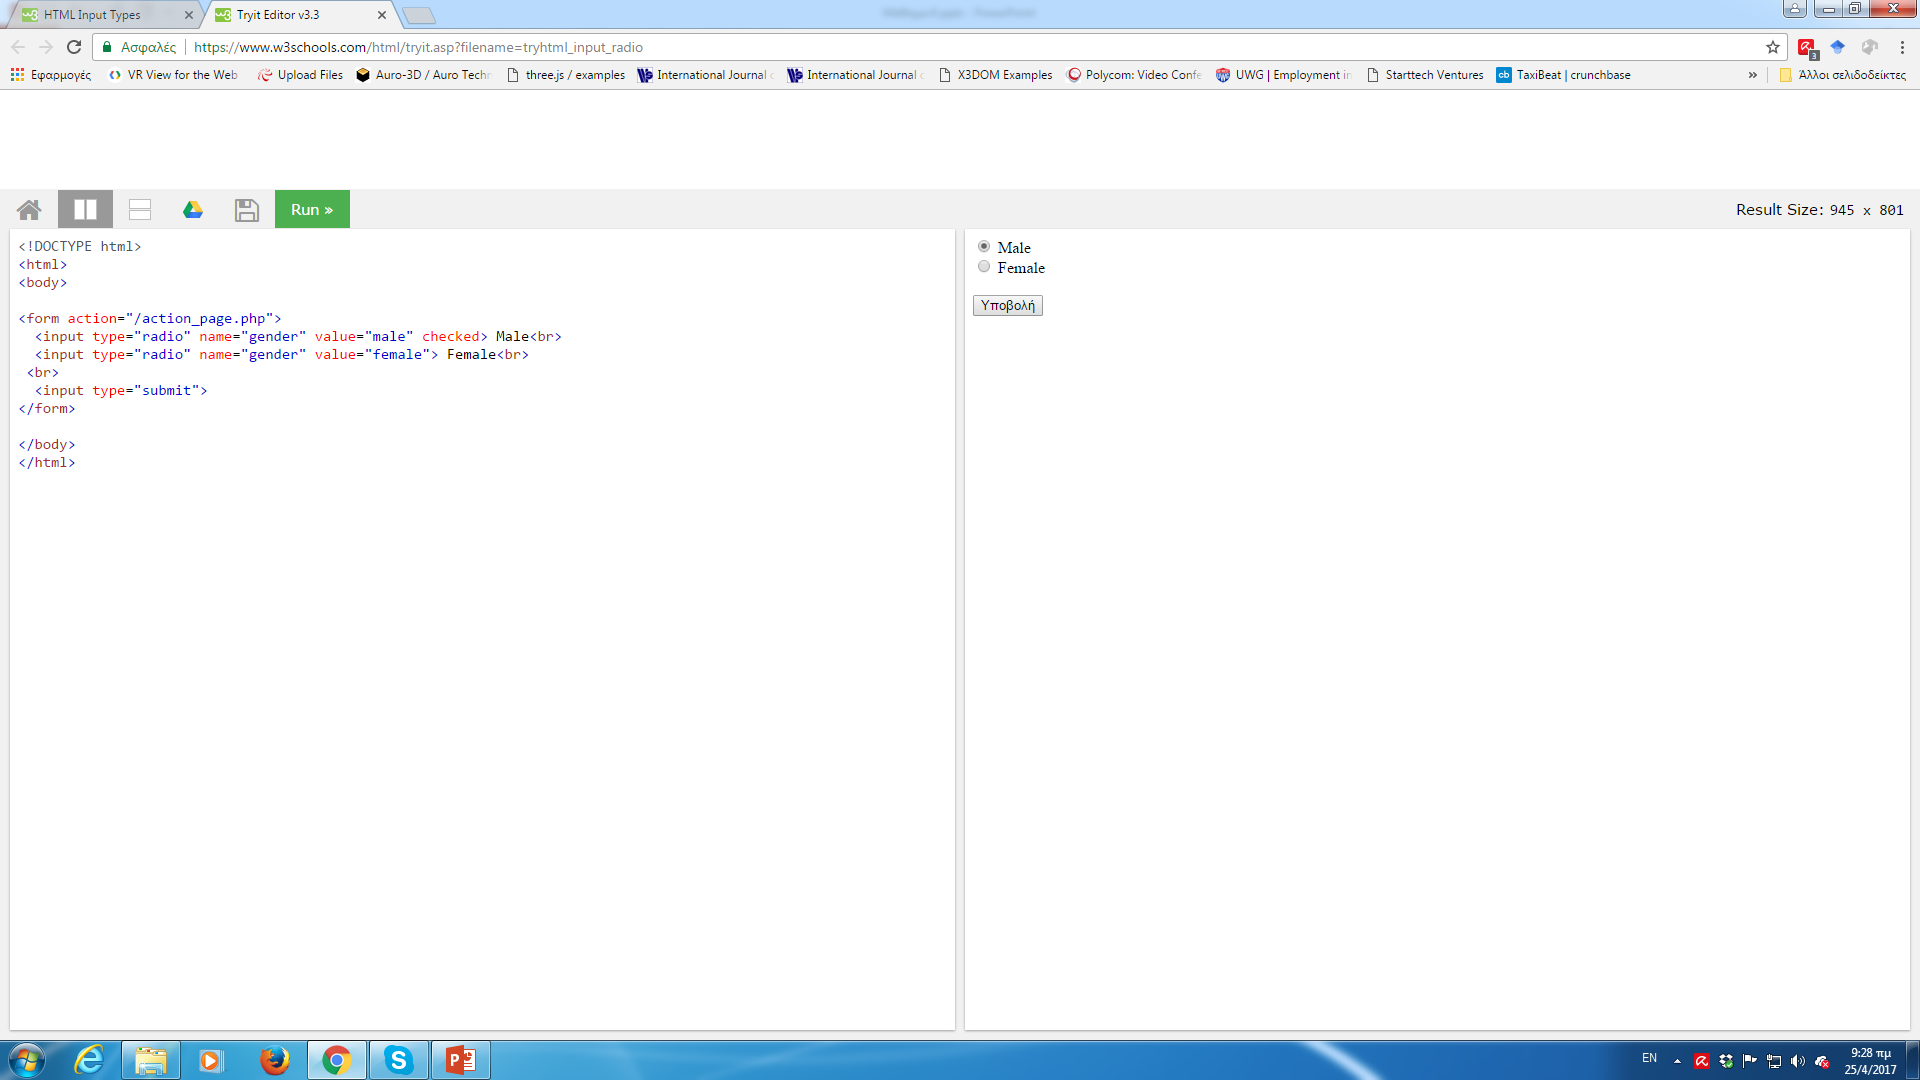 HTML Input Types
Tryit Editor v3.3
Ασφαλές
https://www.w3schools.com/html/tryit.asp?filename=tryhtml_input_radio
3
Εφαρμογές
VR View for the Web
Upload Files
Auro-3D / Auro Techn
three.js / examples
International Journal
International Journal
X3DOM Examples
Polycom: Video Confe
UWG | Employment in
Starttech Ventures
cb TaxiBeat | crunchbase
»
Άλλοι σελιδοδείκτες
Run »
Result Size: 945 x 801
<!DOCTYPE html>
<html>
<body>
<form action="/action_page.php">
<input type="radio" name="gender" value="male" checked> Male<br>
<input type="radio" name="gender" value="female"> Female<br>
<br>
<input type="submit">
</form>
</body>
</html>
Male
Female
Υποβολή
EN
9:28 πμ
25/4/2017